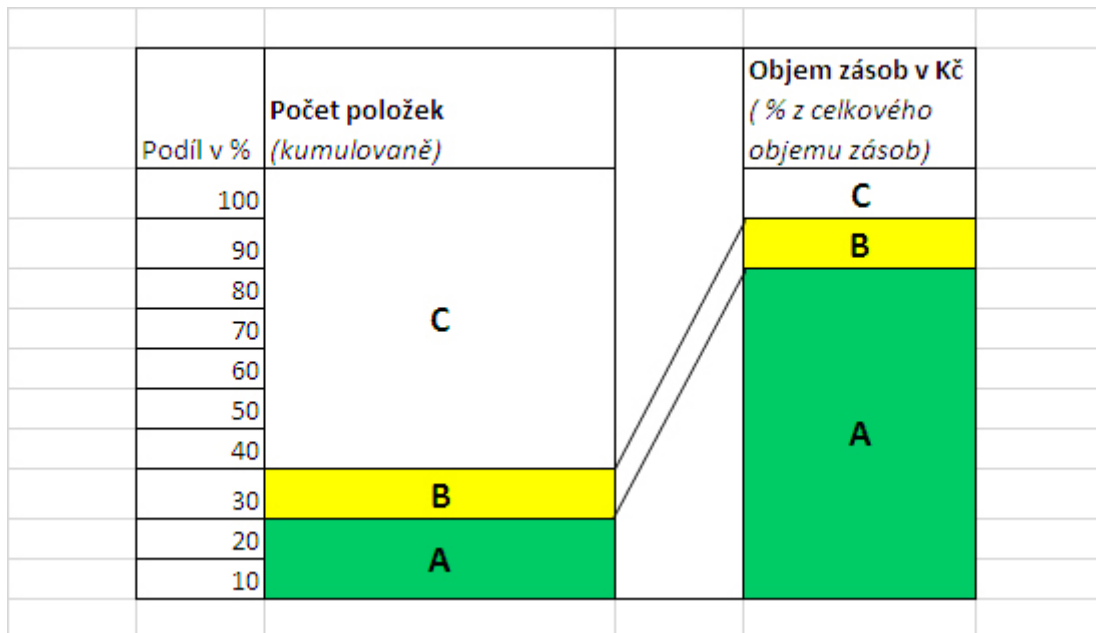 Podíl v %
Počet položek
(kumulovaně)
Objem zásob v Kč
( % z celkového
objemu zásob)
100
C
90
B
80
70
C
60
50
A
40
30
B
20
A
10